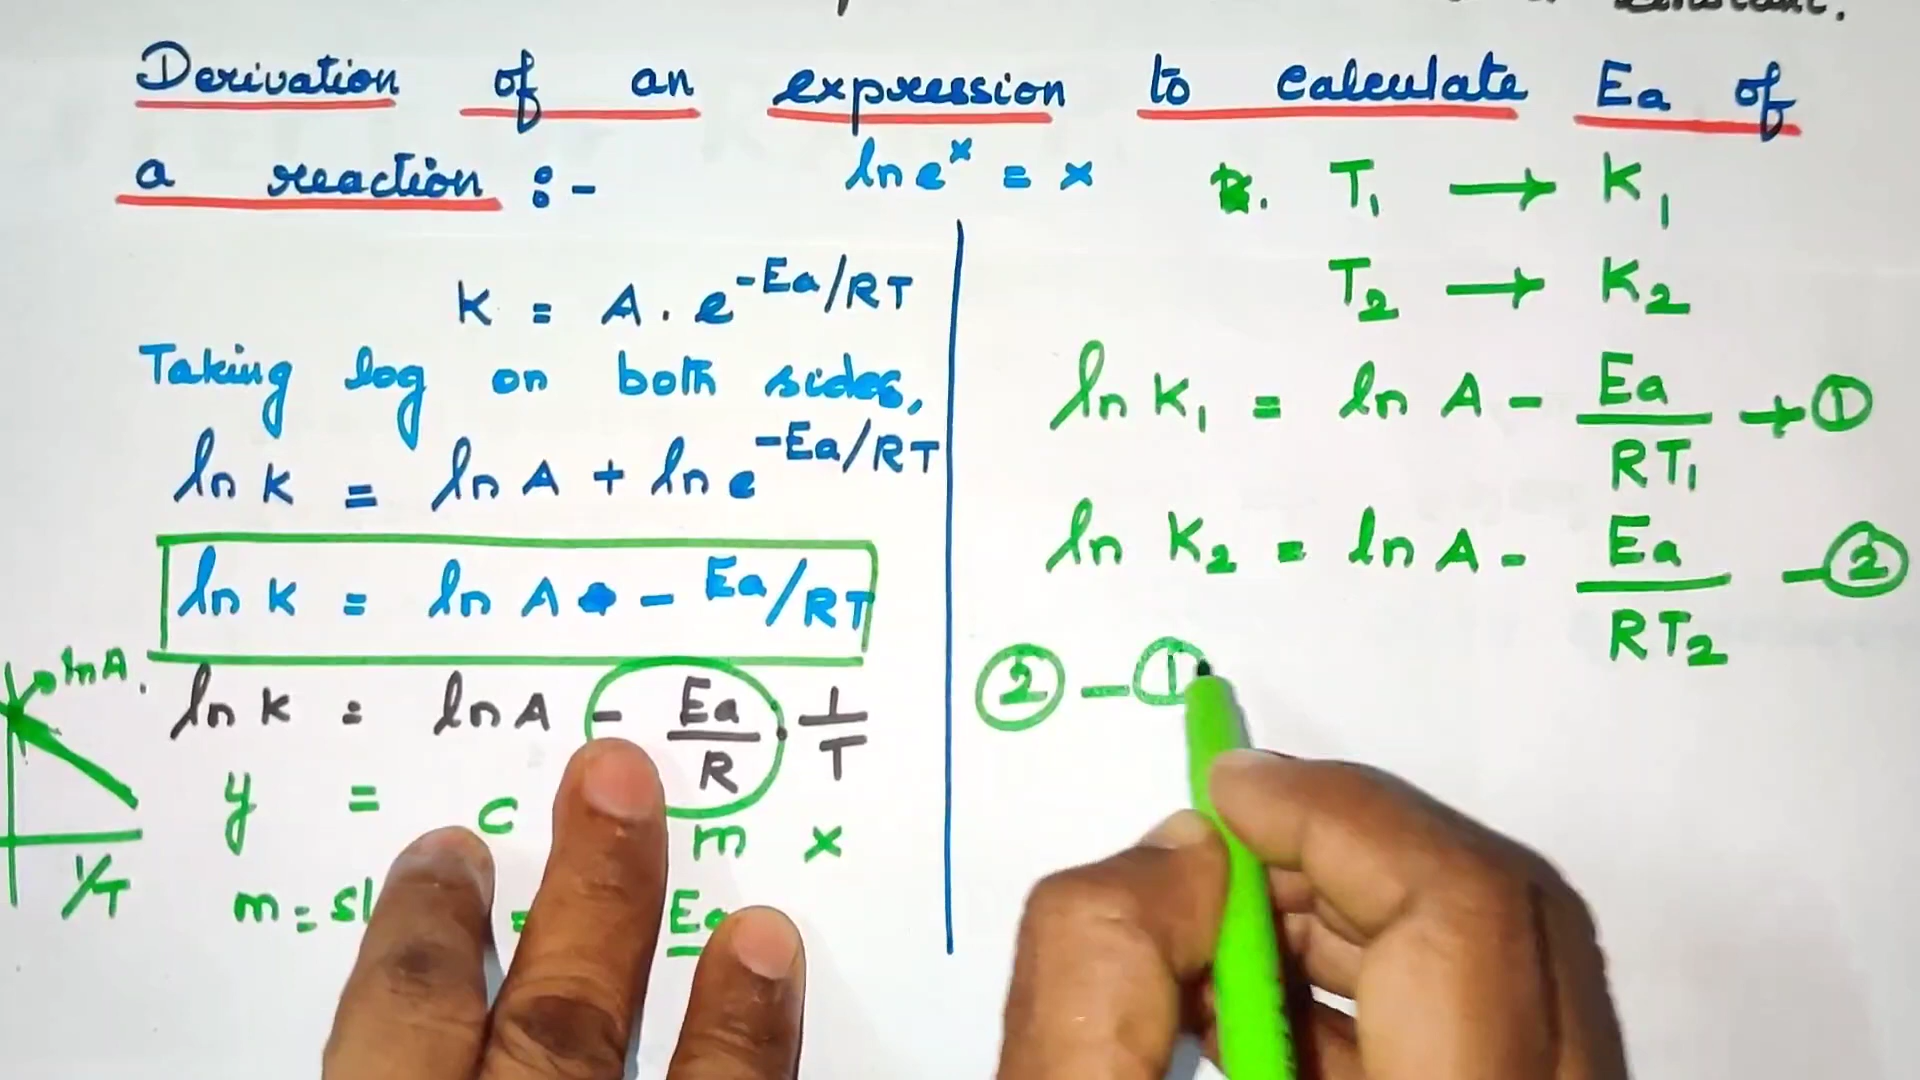 constant.
Derivation of an expression to calculate Ea of
a reaction :-
ln e^x = x
K = A . e^-Ea/RT
Taking log on both sides,
ln K = ln A + ln e^-Ea/RT
ln K = ln A - Ea/RT
ln A.
ln K = ln A - Ea/R . 1/T
y = c m x
1/T
m = sl = Ea
T1 → K1
T2 → K2
ln K1 = ln A - Ea/RT1 → ①
ln K2 = ln A - Ea/RT2 - ②
② - ①